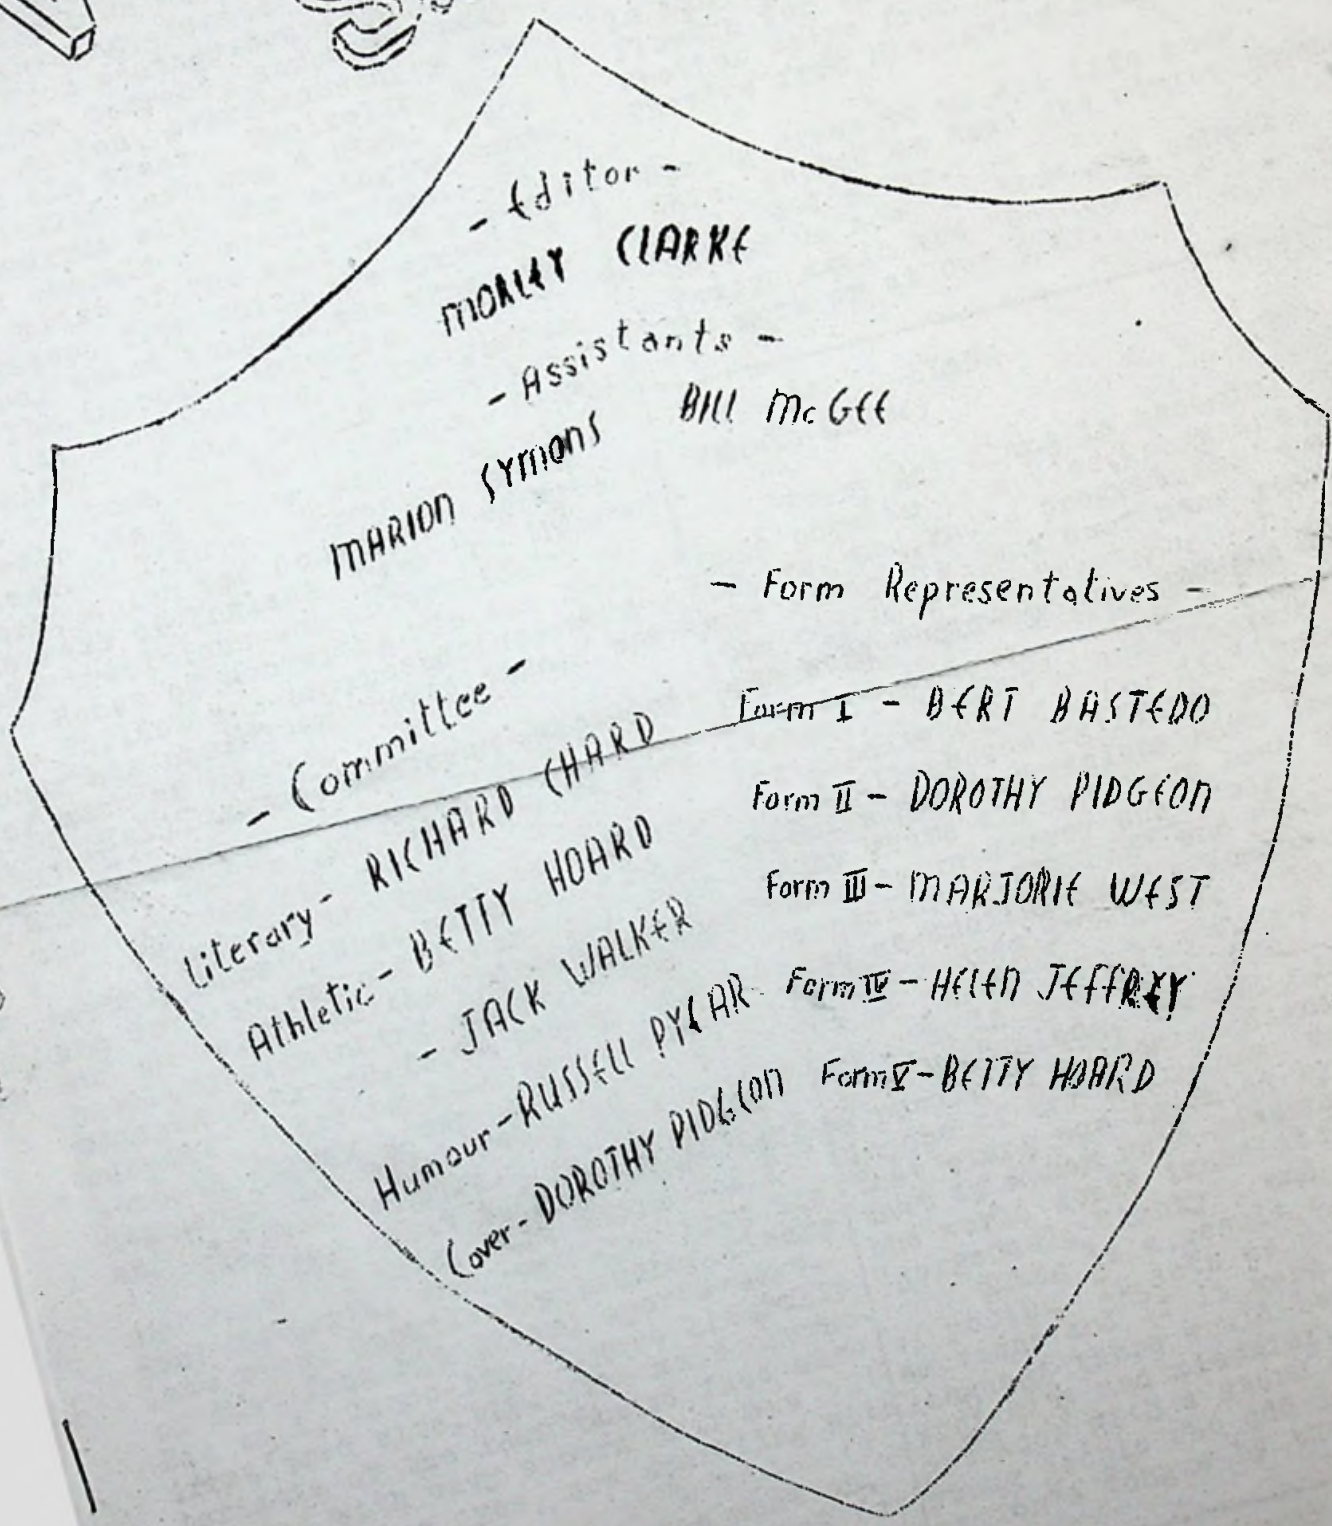 - Editor -
MORLEY CLARKE
- Assistants -
MARION SYMONS BILL McGEE
- Committee -
Literary - RICHARD CHARD
Athletic - BETTY HOARD
- JACK WALKER
Humour - RUSSELL PYEAR
Cover - DOROTHY PIDGEON
- Form Representatives -
Form I - BERT BASTEDO
Form II - DOROTHY PIDGEON
Form III - MARJORIE WEST
Form IV - HELEN JEFFREY
Form V - BETTY HOARD